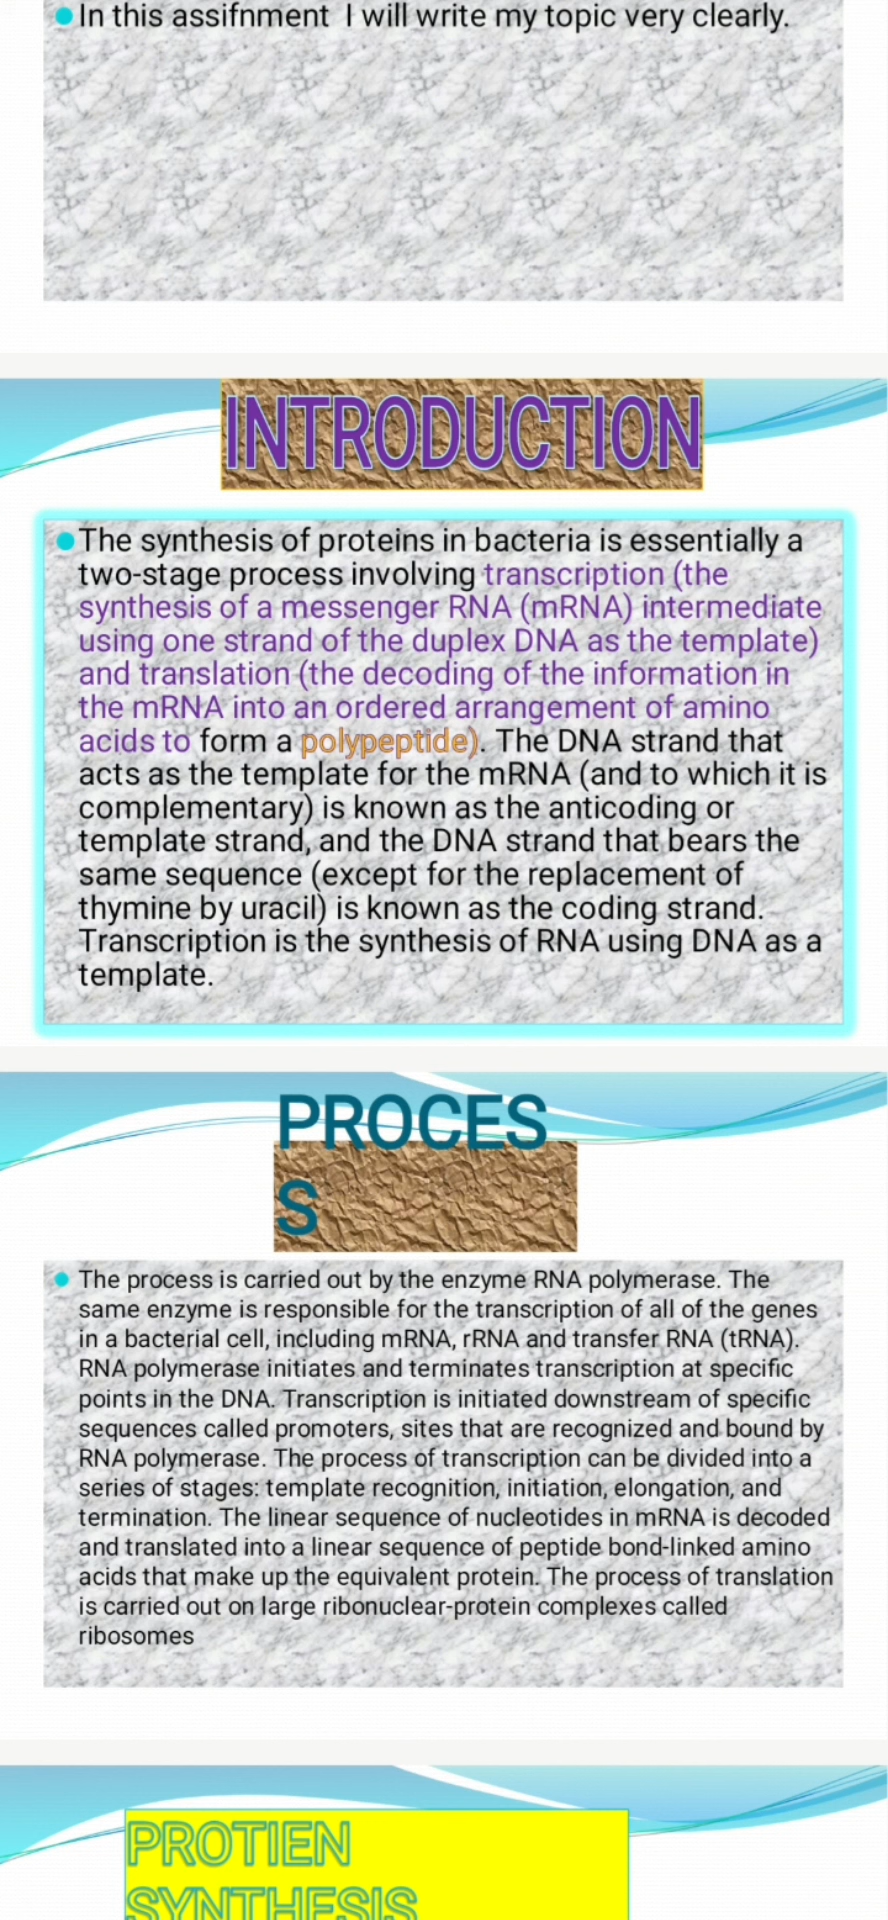 In this assifnment I will write my topic very clearly.
INTRODUCTION
The synthesis of proteins in bacteria is essentially a
two-stage process involving transcription (the
synthesis of a messenger RNA (mRNA) intermediate
using one strand of the duplex DNA as the template)
and translation (the decoding of the information in
the mRNA into an ordered arrangement of amino
acids to form a polypeptide). The DNA strand that
acts as the template for the mRNA (and to which it is
complementary) is known as the anticoding or
template strand, and the DNA strand that bears the
same sequence (except for the replacement of
thymine by uracil) is known as the coding strand.
Transcription is the synthesis of RNA using DNA as a
template.
PROCES
S
The process is carried out by the enzyme RNA polymerase. The
same enzyme is responsible for the transcription of all of the genes
in a bacterial cell, including mRNA, rRNA and transfer RNA (tRNA).
RNA polymerase initiates and terminates transcription at specific
points in the DNA. Transcription is initiated downstream of specific
sequences called promoters, sites that are recognized and bound by
RNA polymerase. The process of transcription can be divided into a
series of stages: template recognition, initiation, elongation, and
termination. The linear sequence of nucleotides in mRNA is decoded
and translated into a linear sequence of peptide bond-linked amino
acids that make up the equivalent protein. The process of translation
is carried out on large ribonuclear-protein complexes called
ribosomes
PROTIEN
SYNTHESIS